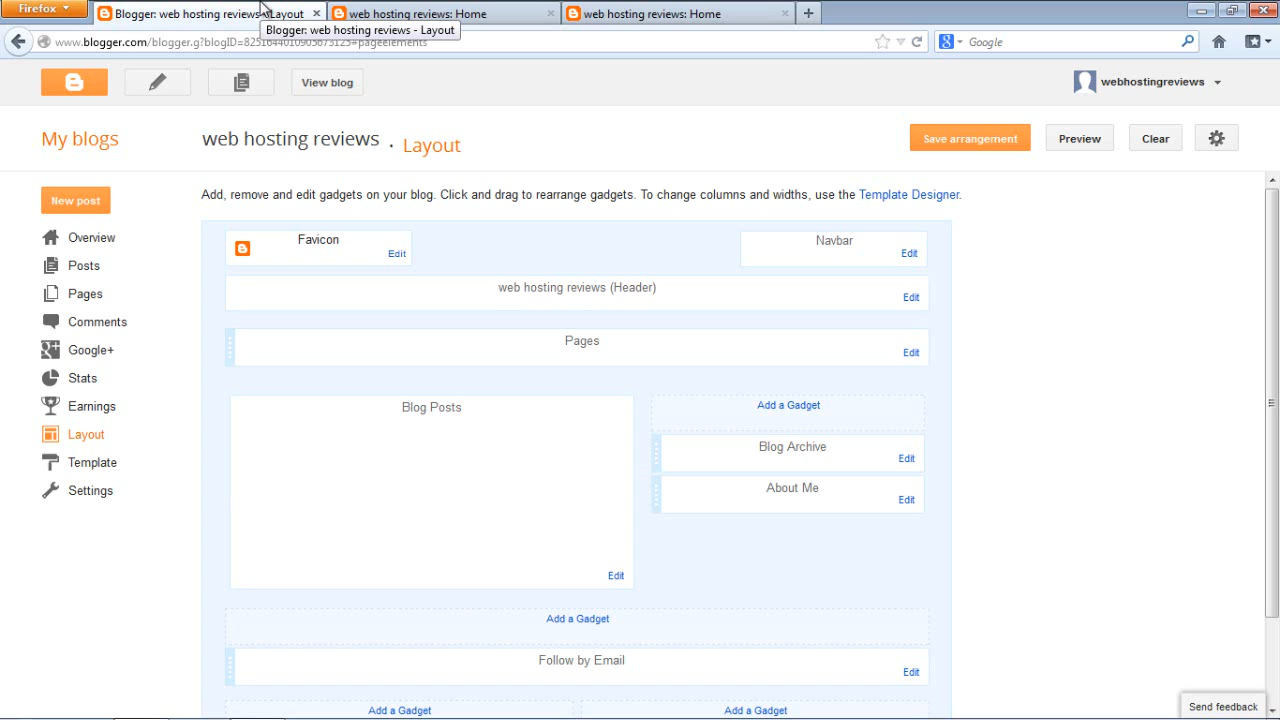 Firefox
Blogger: web hosting reviews - Layout
web hosting reviews: Home
web hosting reviews: Home
Blogger: web hosting reviews - Layout
www.blogger.com/blogger.g?blogID=
pageelements
Google
View blog
webhostingreviews
My blogs
web hosting reviews · Layout
Save arrangement
Preview
Clear
New post
Add, remove and edit gadgets on your blog. Click and drag to rearrange gadgets. To change columns and widths, use the Template Designer.
Overview
Posts
Pages
Comments
Google+
Stats
Earnings
Layout
Template
Settings
Favicon
Edit
Navbar
Edit
web hosting reviews (Header)
Edit
Pages
Edit
Blog Posts
Edit
Add a Gadget
Blog Archive
Edit
About Me
Edit
Add a Gadget
Follow by Email
Edit
Add a Gadget
Add a Gadget
Send feedback